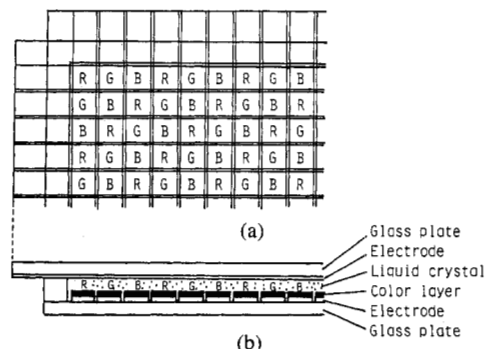 R G B R G B R G B
G B R G B R G B R
B R G B R G B R G
R G B R G B R G B
G B R G B R G B R
(a)
Glass plate
Electrode
Liquid crystal
Color layer
Electrode
Glass plate
R G B R G B R G B
(b)